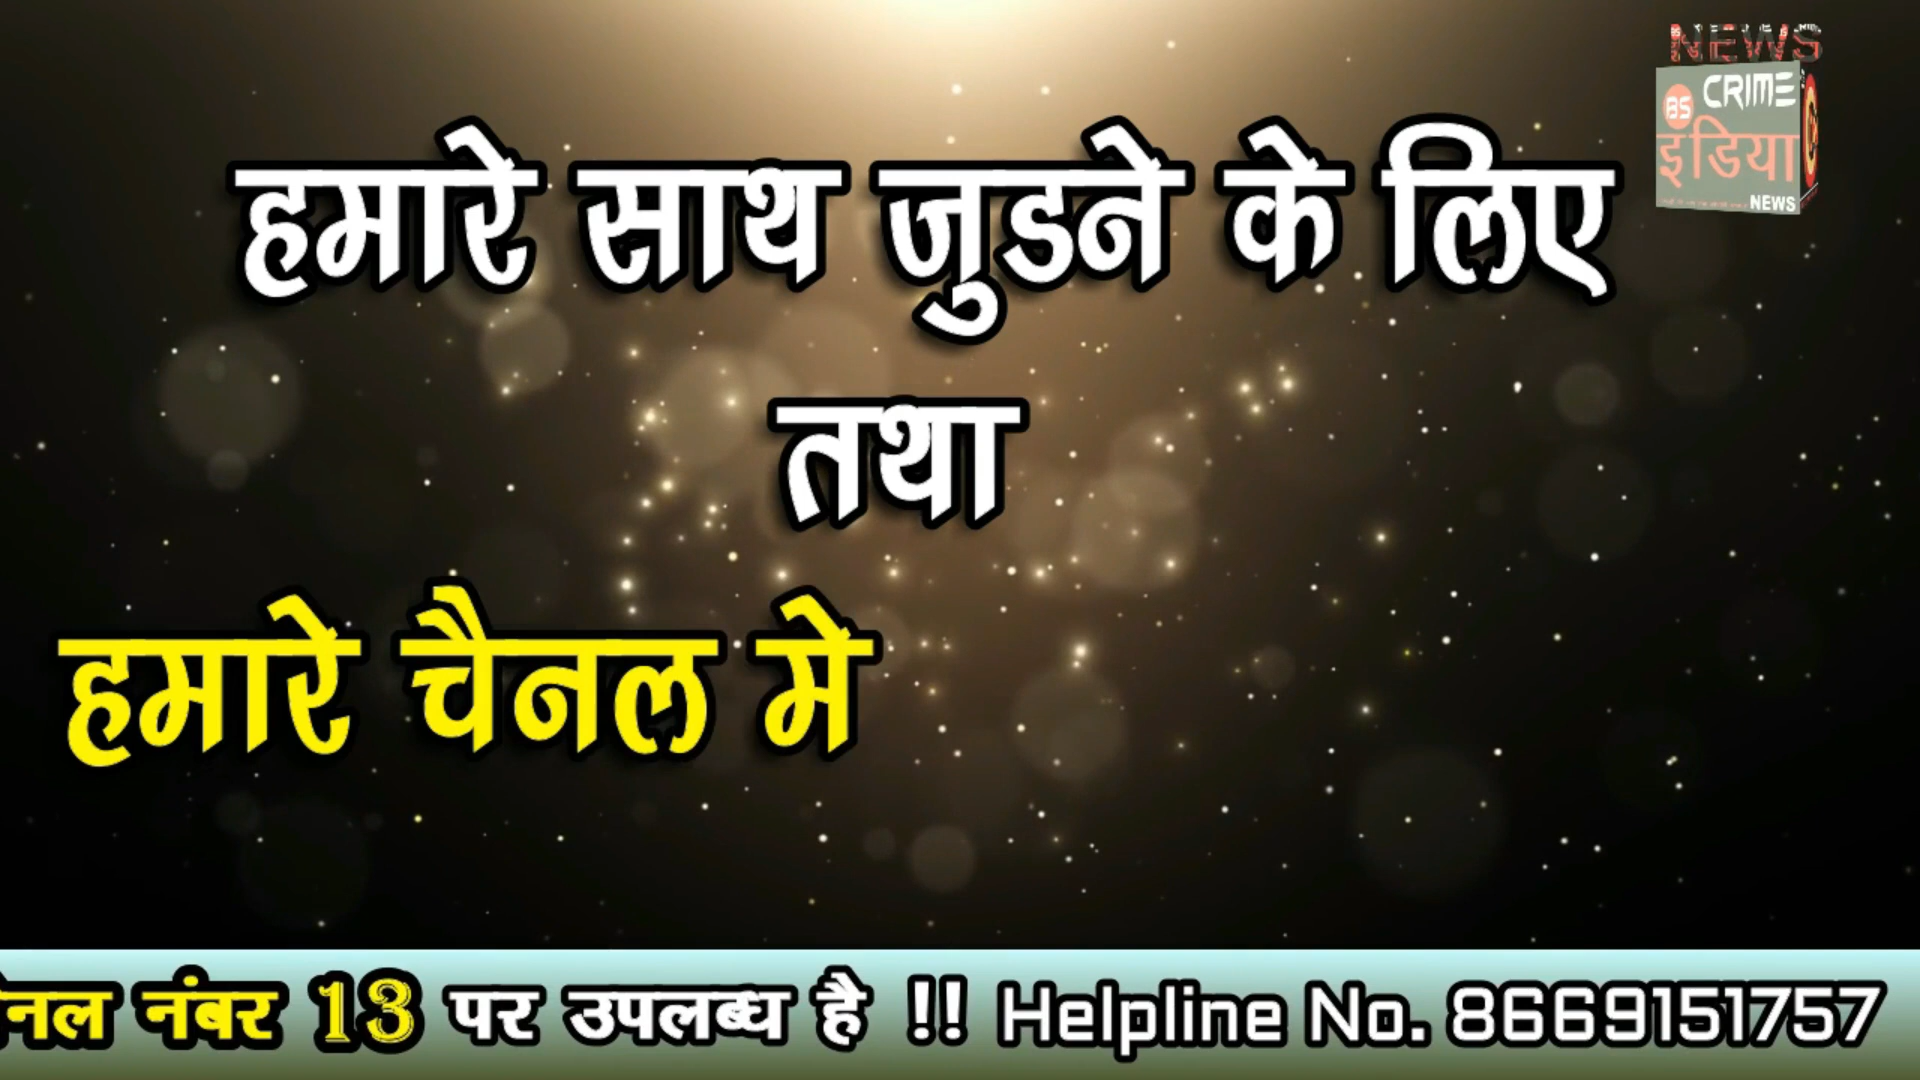 NEWS
BS CRIME
इंडिया
NEWS
हमारे साथ जुडने के लिए
तथा
हमारे चैनल मे
नल नंबर 13 पर उपलब्ध है !! Helpline No. 8669151757